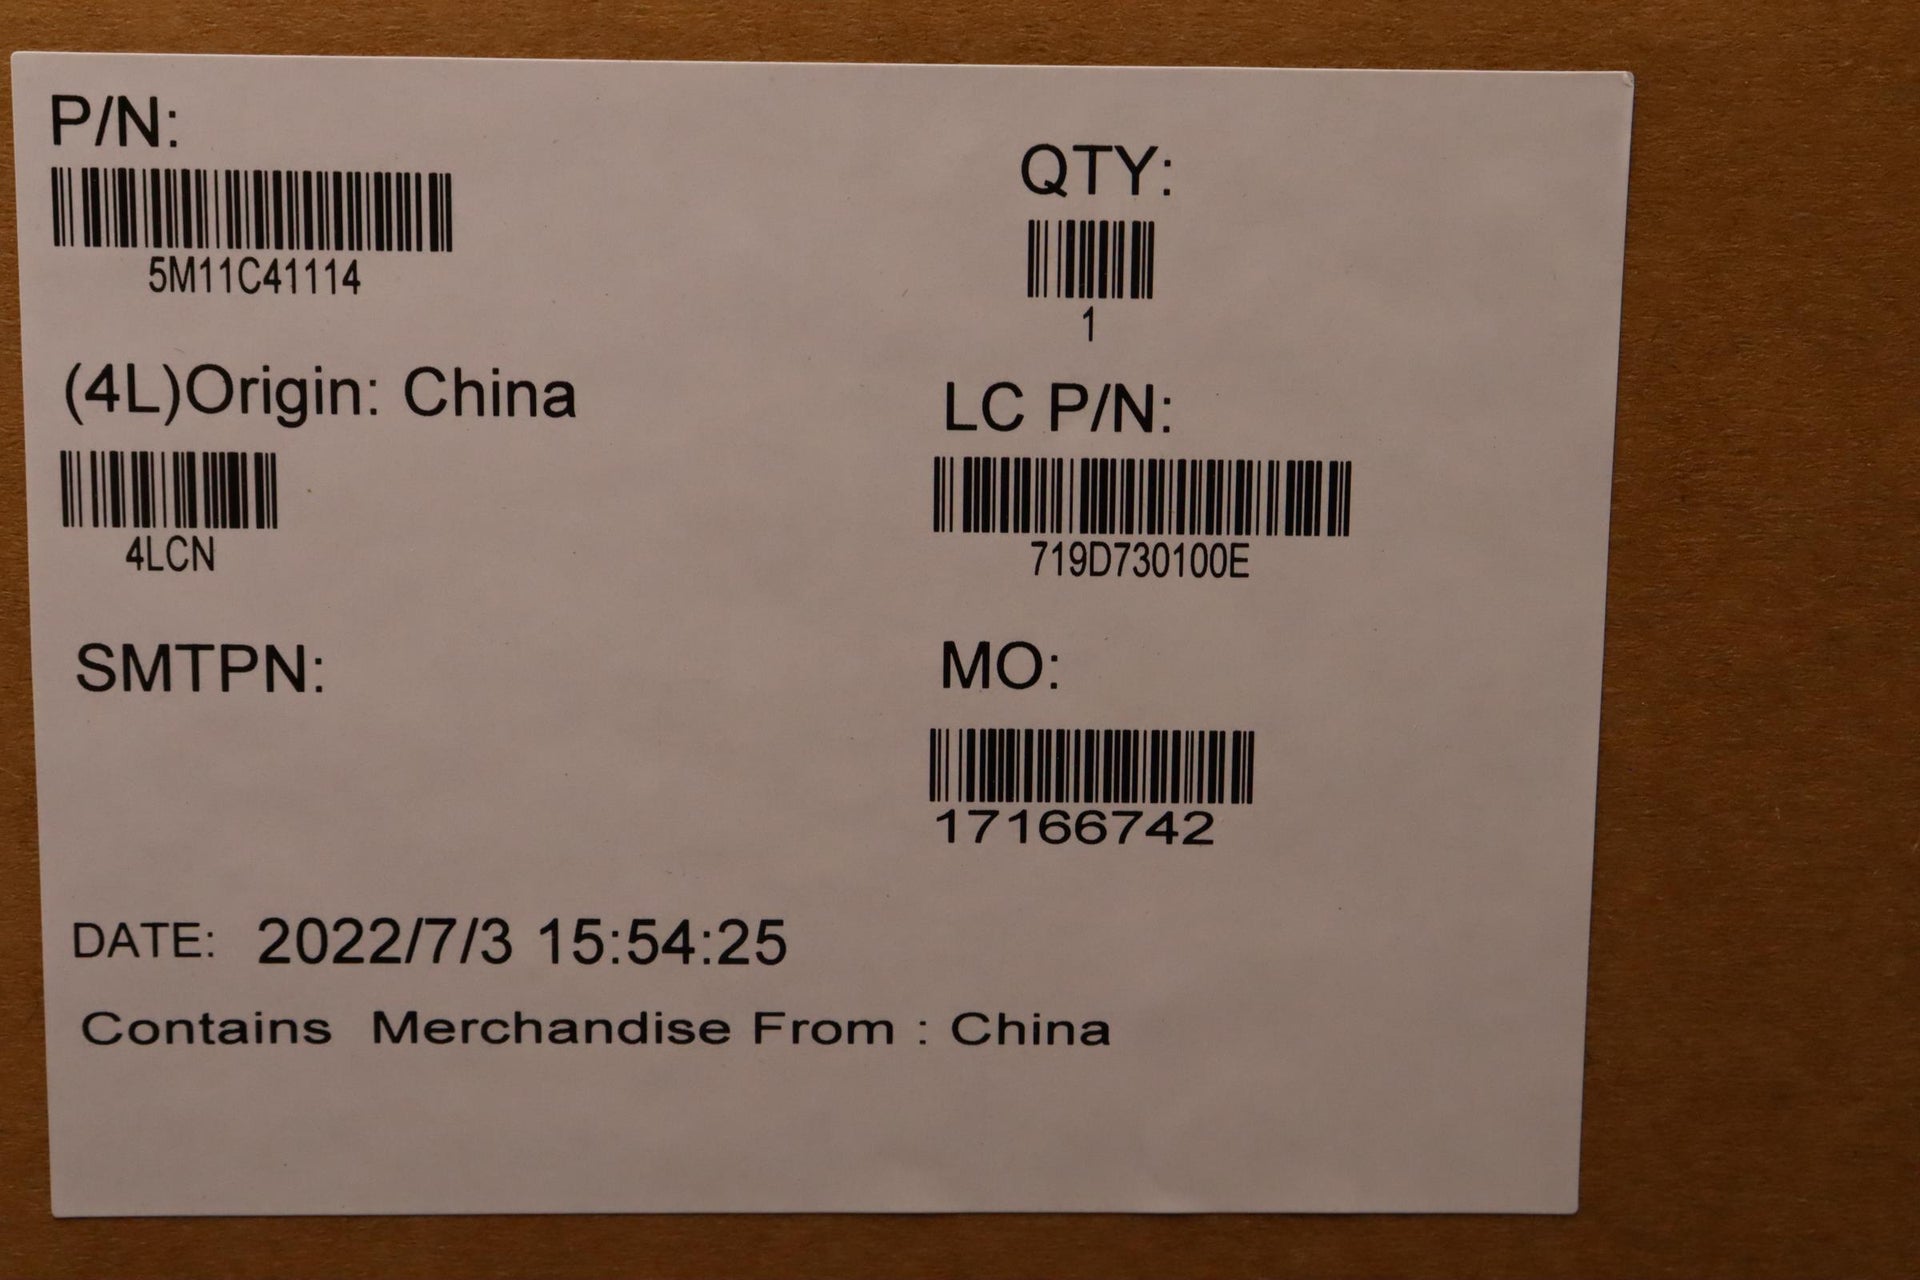 P/N:
5M11C41114
QTY:
1
(4L)Origin: China
4LCN
LC P/N:
719D730100E
SMTPN:
MO:
17166742
DATE: 2022/7/3 15:54:25
Contains Merchandise From : China